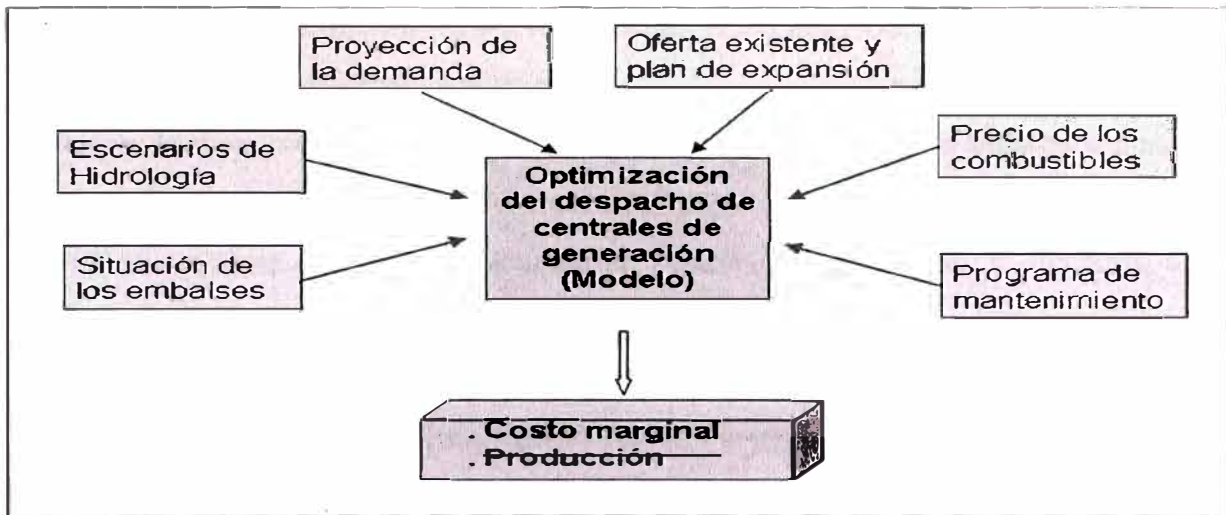 Proyección de
la demanda
Oferta existente y
plan de expansión
Escenarios de
Hidrología
Precio de los
combustibles
Optimización
del despacho de
centrales de
generación
(Modelo)
Situación de
los embalses
Programa de
mantenimiento
. Costo marginal
. Producción